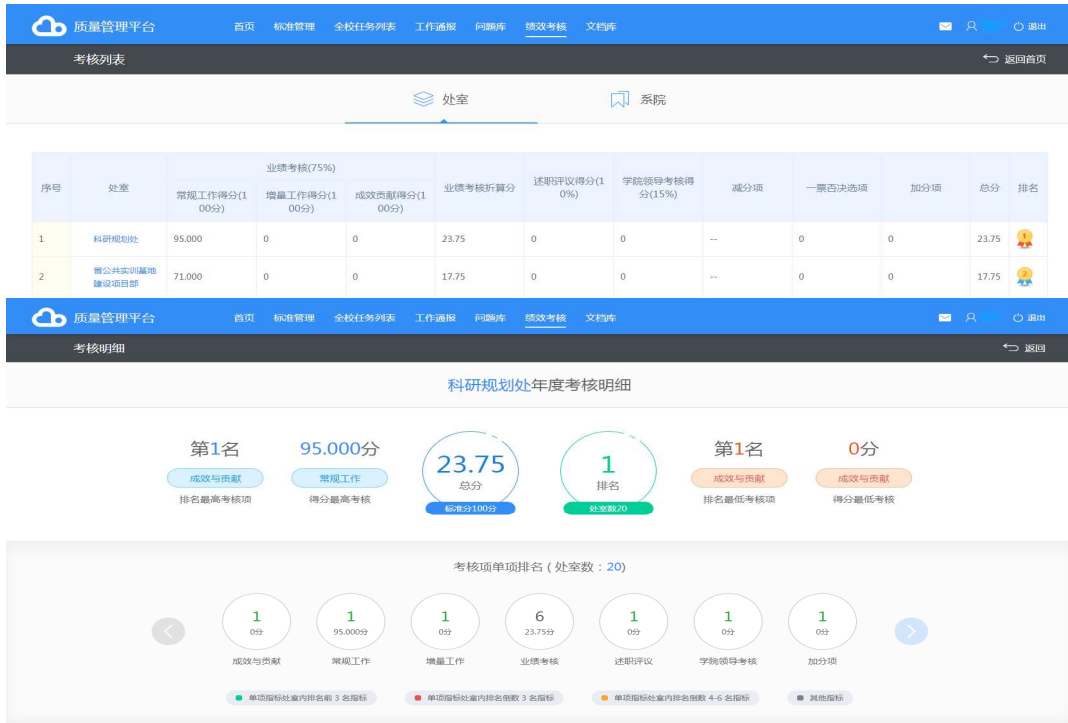 质量管理平台 首页 标准管理 全校任务列表 工作通报 问题库 绩效考核 文档库 退出
考核列表 返回首页
处室 系院
业绩考核(75%)
序号 处室 业绩考核折算分 述职评议得分(10%) 学院领导考核得分(15%) 减分项 一票否决选项 加分项 总分 排名
常规工作得分(100分) 增量工作得分(100分) 成效贡献得分(100分)
1 科研规划处 95.000 0 0 23.75 0 0 -- 0 0 23.75 1
2 省公共实训基地建设项目部 71.000 0 0 17.75 0 0 -- 0 0 17.75 2
质量管理平台 首页 标准管理 全校任务列表 工作通报 问题库 绩效考核 文档库 退出
考核明细 返回
科研规划处年度考核明细
第1名 95.000分 23.75 1 第1名 0分
成效与贡献 常规工作 总分 排名 成效与贡献 成效与贡献
排名最高考核项 得分最高考核 标准分100分 处室数20 排名最低考核项 得分最低考核
考核项单项排名 ( 处室数：20)
1 1 1 6 1 1 1
0分 95.000分 0分 23.75分 0分 0分 0分
成效与贡献 常规工作 增量工作 业绩考核 述职评议 学院领导考核 加分项
单项指标处室内排名前 3 名指标 单项指标处室内排名倒数 3 名指标 单项指标处室内排名倒数 4-6 名指标 其他指标